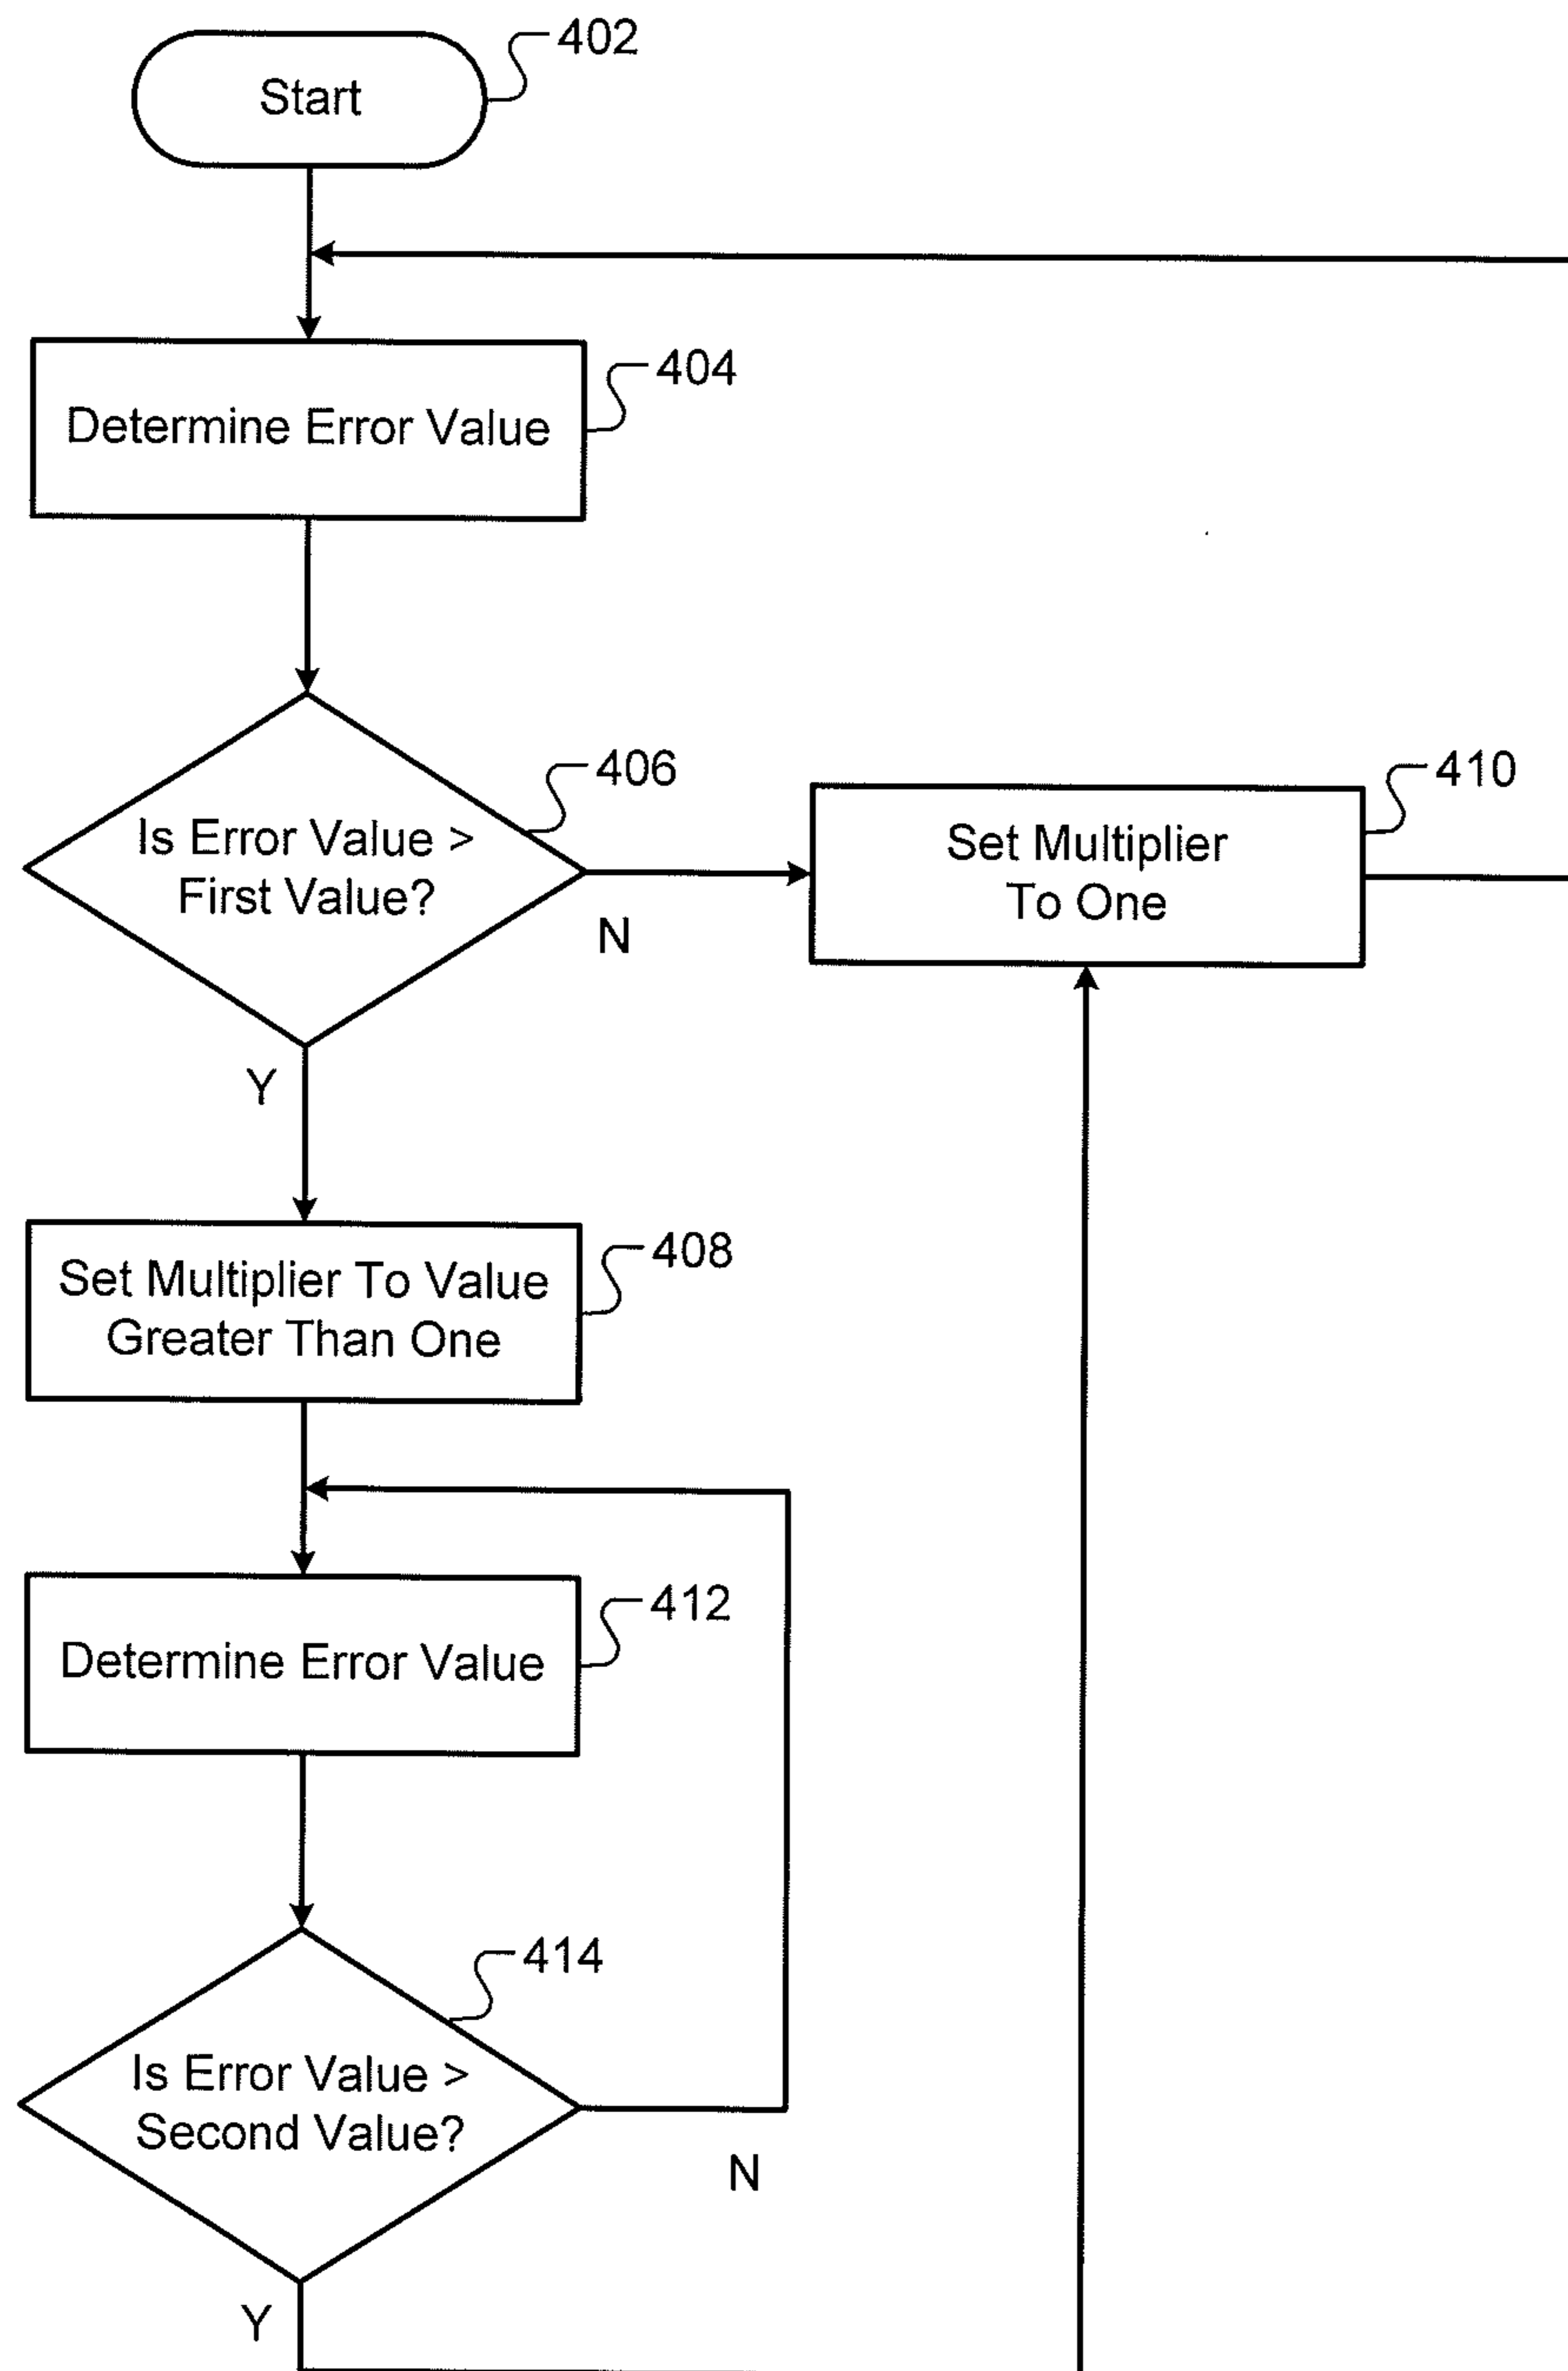 Start
402
Determine Error Value
404
Is Error Value >
First Value?
406
N
Y
Set Multiplier
To One
410
Set Multiplier To Value
Greater Than One
408
Determine Error Value
412
Is Error Value >
Second Value?
414
N
Y